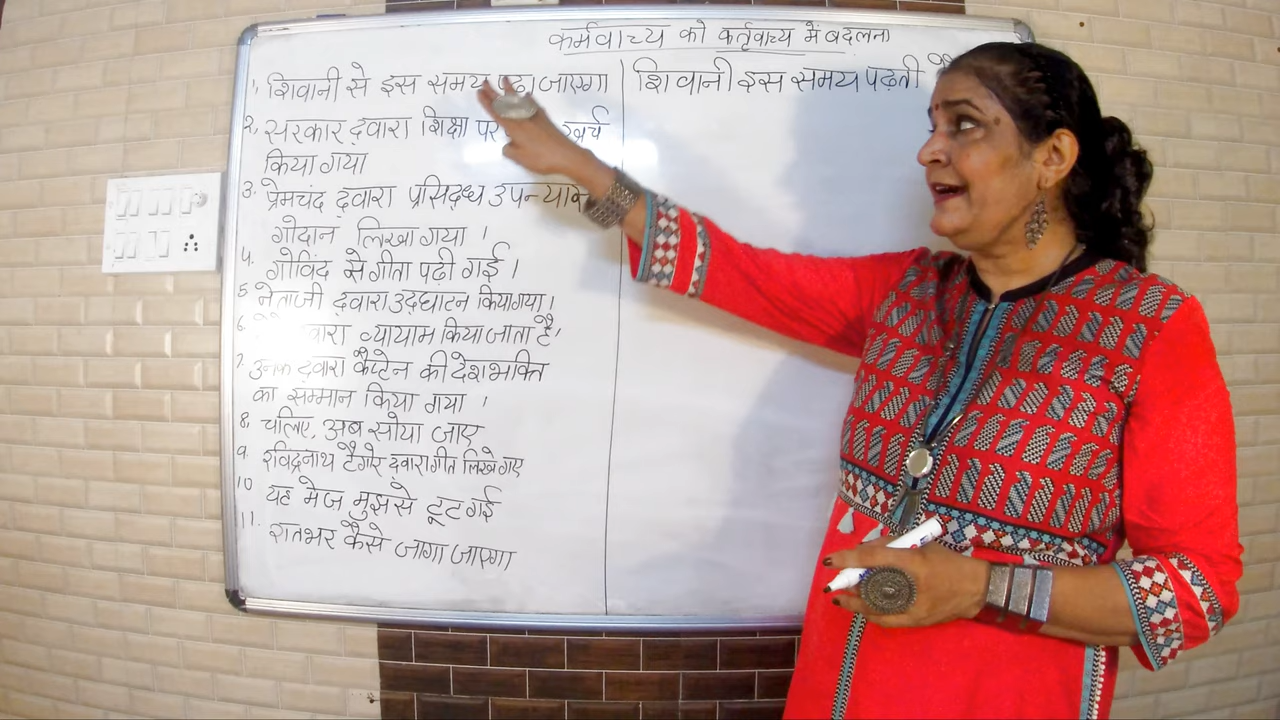 कर्मवाच्य को कर्तृवाच्य में बदलना
1. शिवानी से इस समय पढ़ा जाएगा
शिवानी इस समय पढ़ती
2, सरकार द्वारा शिक्षा पर खर्च
किया गया
3. प्रेमचंद द्वारा प्रसिद्ध उपन्यास
गोदान लिखा गया ।
4. गोविंद से गीता पढ़ी गई ।
5 नेताजी द्वारा उद्घाटन किया गया ।
6. द्वारा व्यायाम किया जाता है ।
7. उनके द्वारा कैप्टेन की देशभक्ति
का सम्मान किया गया ।
8. चलिए, अब सोया जाए
9. रविंद्रनाथ टैगोर द्वारा गीत लिखे गए
10 यह मेज मुझसे टूट गई
11. रातभर कैसे जागा जाएगा